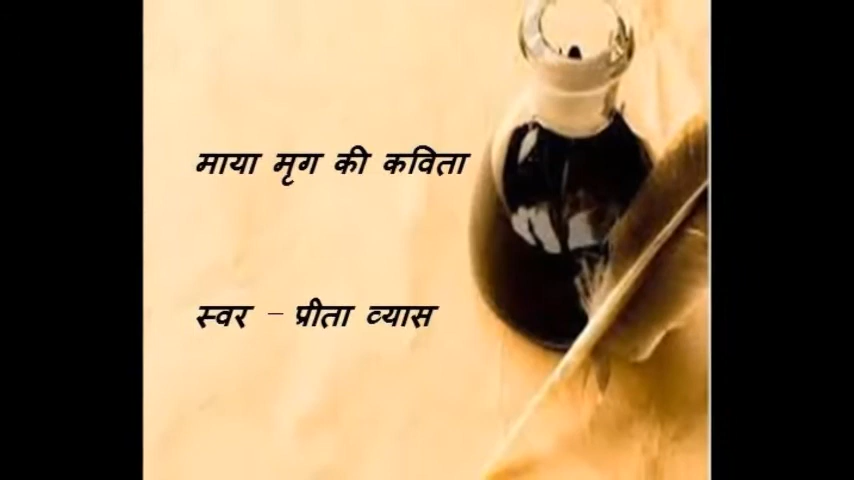 माया मृग की कविता
स्वर - प्रीता व्यास